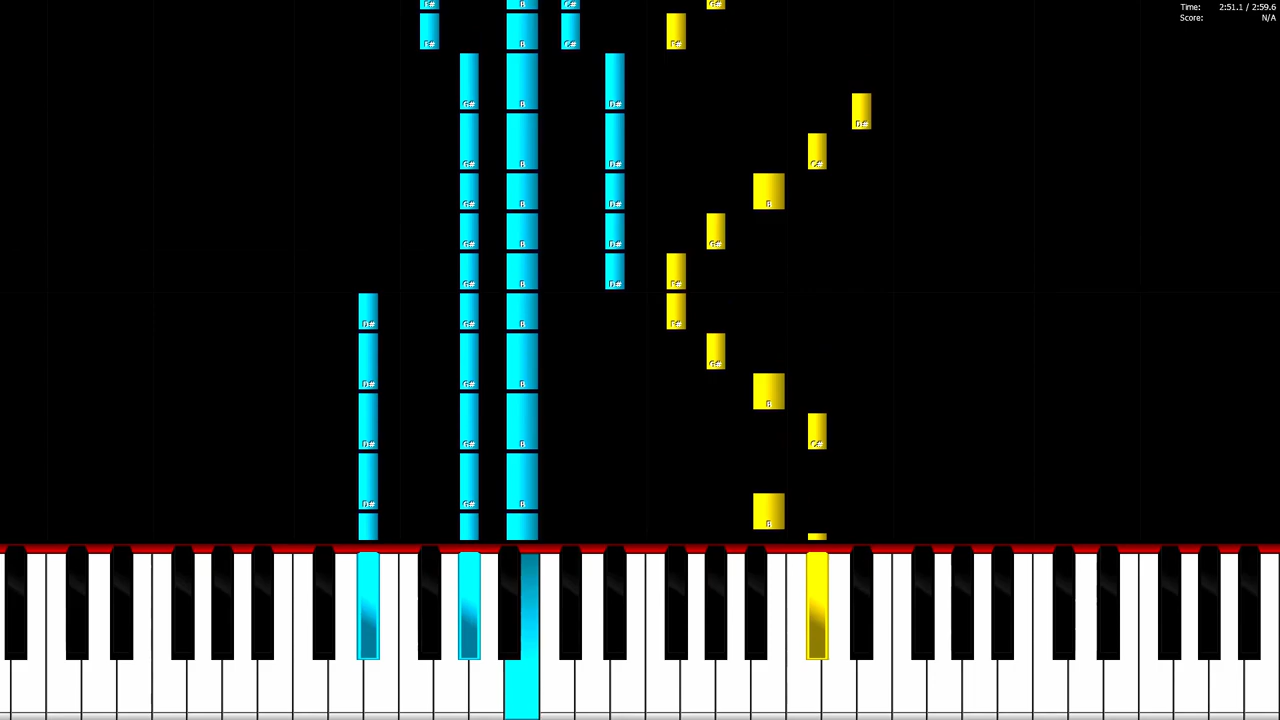 Time: 2:51.1 / 2:59.6
Score: N/A
F# B C# G#
F# B C# F#
G# B D#
D#
G# B D# C#
G# B D# B
G# B D# G#
G# B D# F#
D# G# B F#
G#
D# G# B
B
D# G# B C#
D# G# B
B